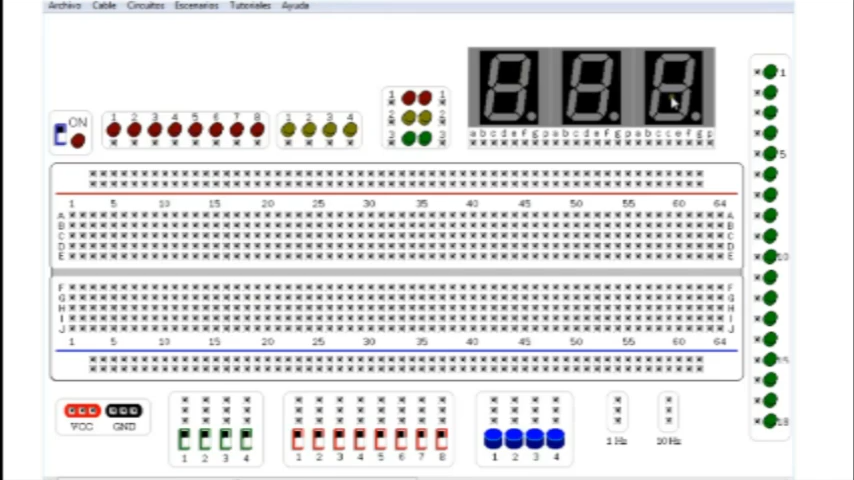 Archivo Cable Circuitos Escenarios Tutoriales Ayuda
ON
1 2 3 4 5 6 7 8
1 2 3 4
1 1
2 2
3 3
a b c d e f g p a b c d e f g p a b c d e f g p
1
5
10
15
18
1 5 10 15 20 25 30 35 40 45 50 55 60 64
A A
B B
C C
D D
E E
F F
G G
H H
I I
J J
1 5 10 15 20 25 30 35 40 45 50 55 60 64
VCC GND
1 2 3 4
1 2 3 4 5 6 7 8
1 2 3 4
1 Hz
10 Hz